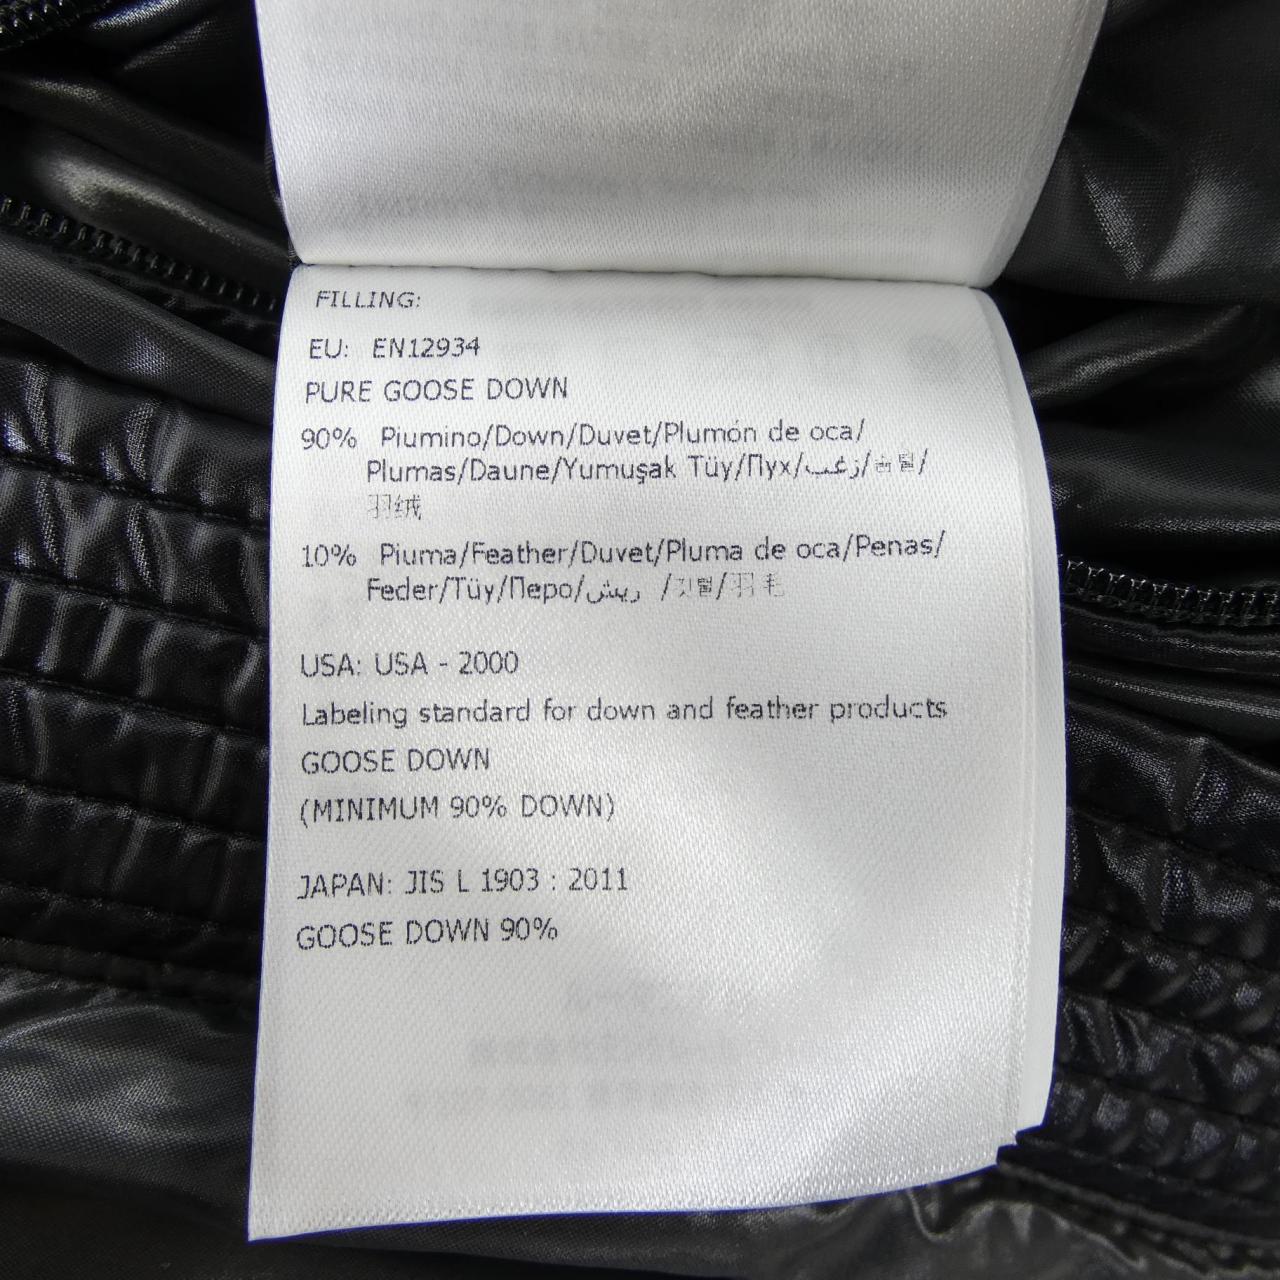 FILLING:
EU: EN12934
PURE GOOSE DOWN
90% Piumino/Down/Duvet/Plumón de oca/
Plumas/Daune/Yumuşak Tüy/Пух/زغب/솜털/
羽绒
10% Piuma/Feather/Duvet/Pluma de oca/Penas/
Feder/Tüy/Перо/ريش /깃털/羽毛
USA: USA - 2000
Labeling standard for down and feather products
GOOSE DOWN
(MINIMUM 90% DOWN)
JAPAN: JIS L 1903 : 2011
GOOSE DOWN 90%